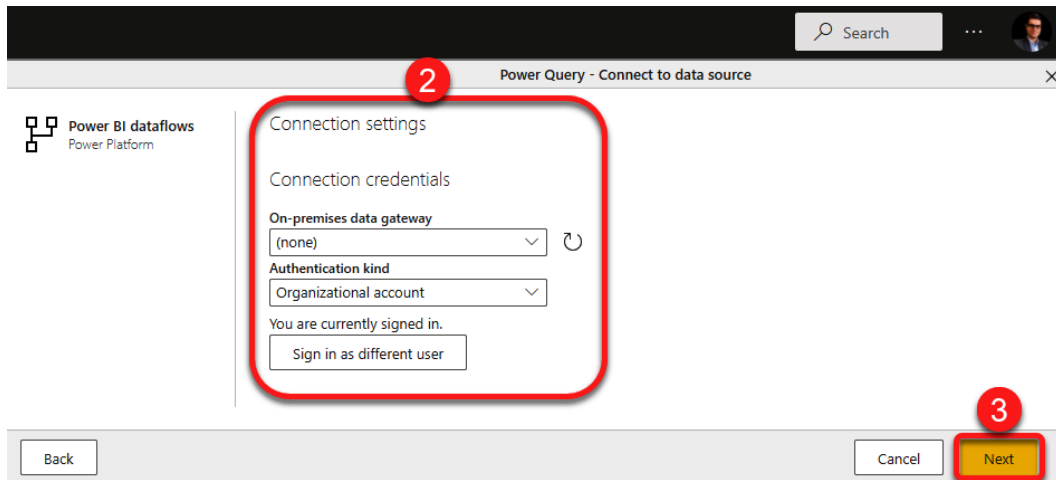 Search
...
2
Power Query - Connect to data source
Power BI dataflows
Power Platform
Connection settings
Connection credentials
On-premises data gateway
(none)
Authentication kind
Organizational account
You are currently signed in.
Sign in as different user
3
Back
Cancel
Next